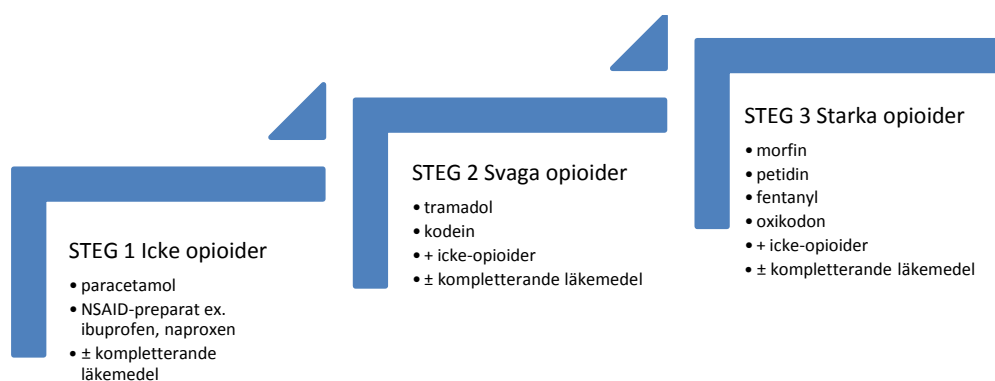 STEG 1 Icke opioider
• paracetamol
• NSAID-preparat ex.
ibuprofen, naproxen
• ± kompletterande
läkemedel
STEG 2 Svaga opioider
• tramadol
• kodein
• + icke-opioider
• ± kompletterande läkemedel
STEG 3 Starka opioider
• morfin
• petidin
• fentanyl
• oxikodon
• + icke-opioider
• ± kompletterande läkemedel